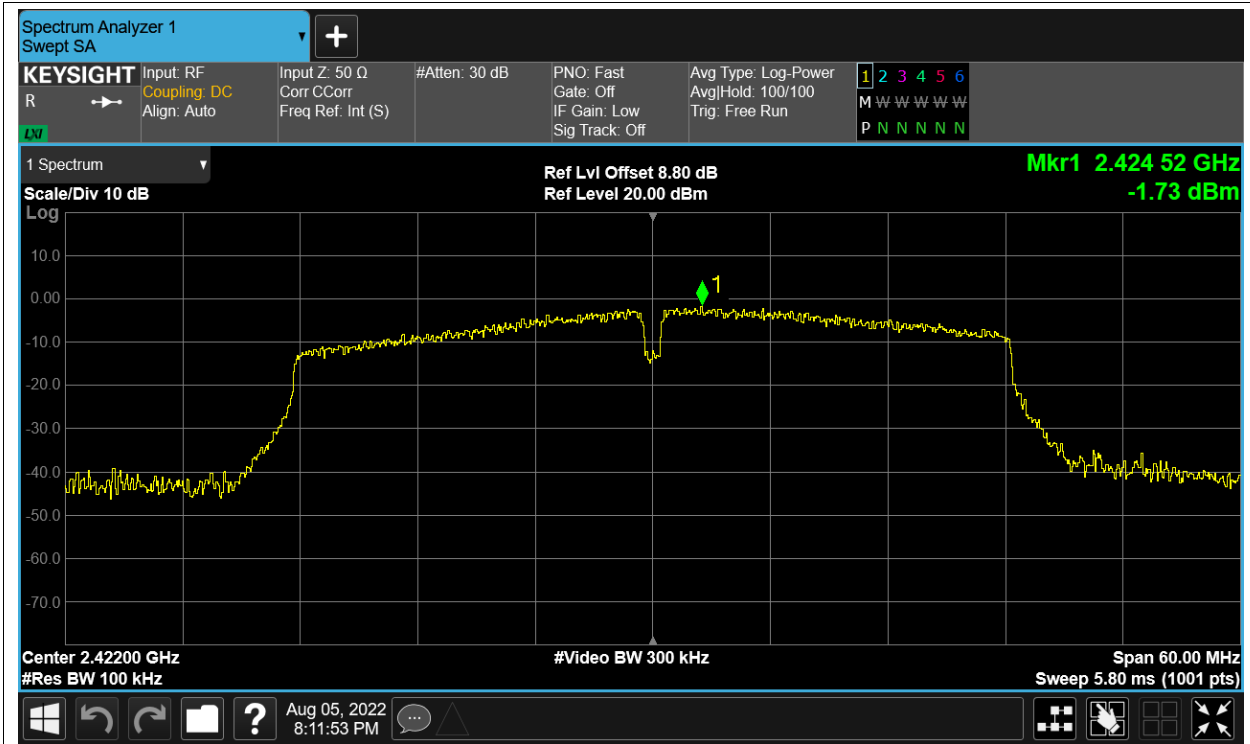 Spectrum Analyzer 1
Swept SA
KEYSIGHT
R
LXI
Input: RF
Coupling: DC
Align: Auto
Input Z: 50 Ω
Corr CCorr
Freq Ref: Int (S)
#Atten: 30 dB
PNO: Fast
Gate: Off
IF Gain: Low
Sig Track: Off
Avg Type: Log-Power
Avg|Hold: 100/100
Trig: Free Run
1 2 3 4 5 6
M W W W W W
P N N N N N
1 Spectrum
Scale/Div 10 dB
Log
Ref Lvl Offset 8.80 dB
Ref Level 20.00 dBm
Mkr1 2.424 52 GHz
-1.73 dBm
1
10.0
0.00
-10.0
-20.0
-30.0
-40.0
-50.0
-60.0
-70.0
Center 2.42200 GHz
#Video BW 300 kHz
Span 60.00 MHz
#Res BW 100 kHz
Sweep 5.80 ms (1001 pts)
?
Aug 05, 2022
8:11:53 PM